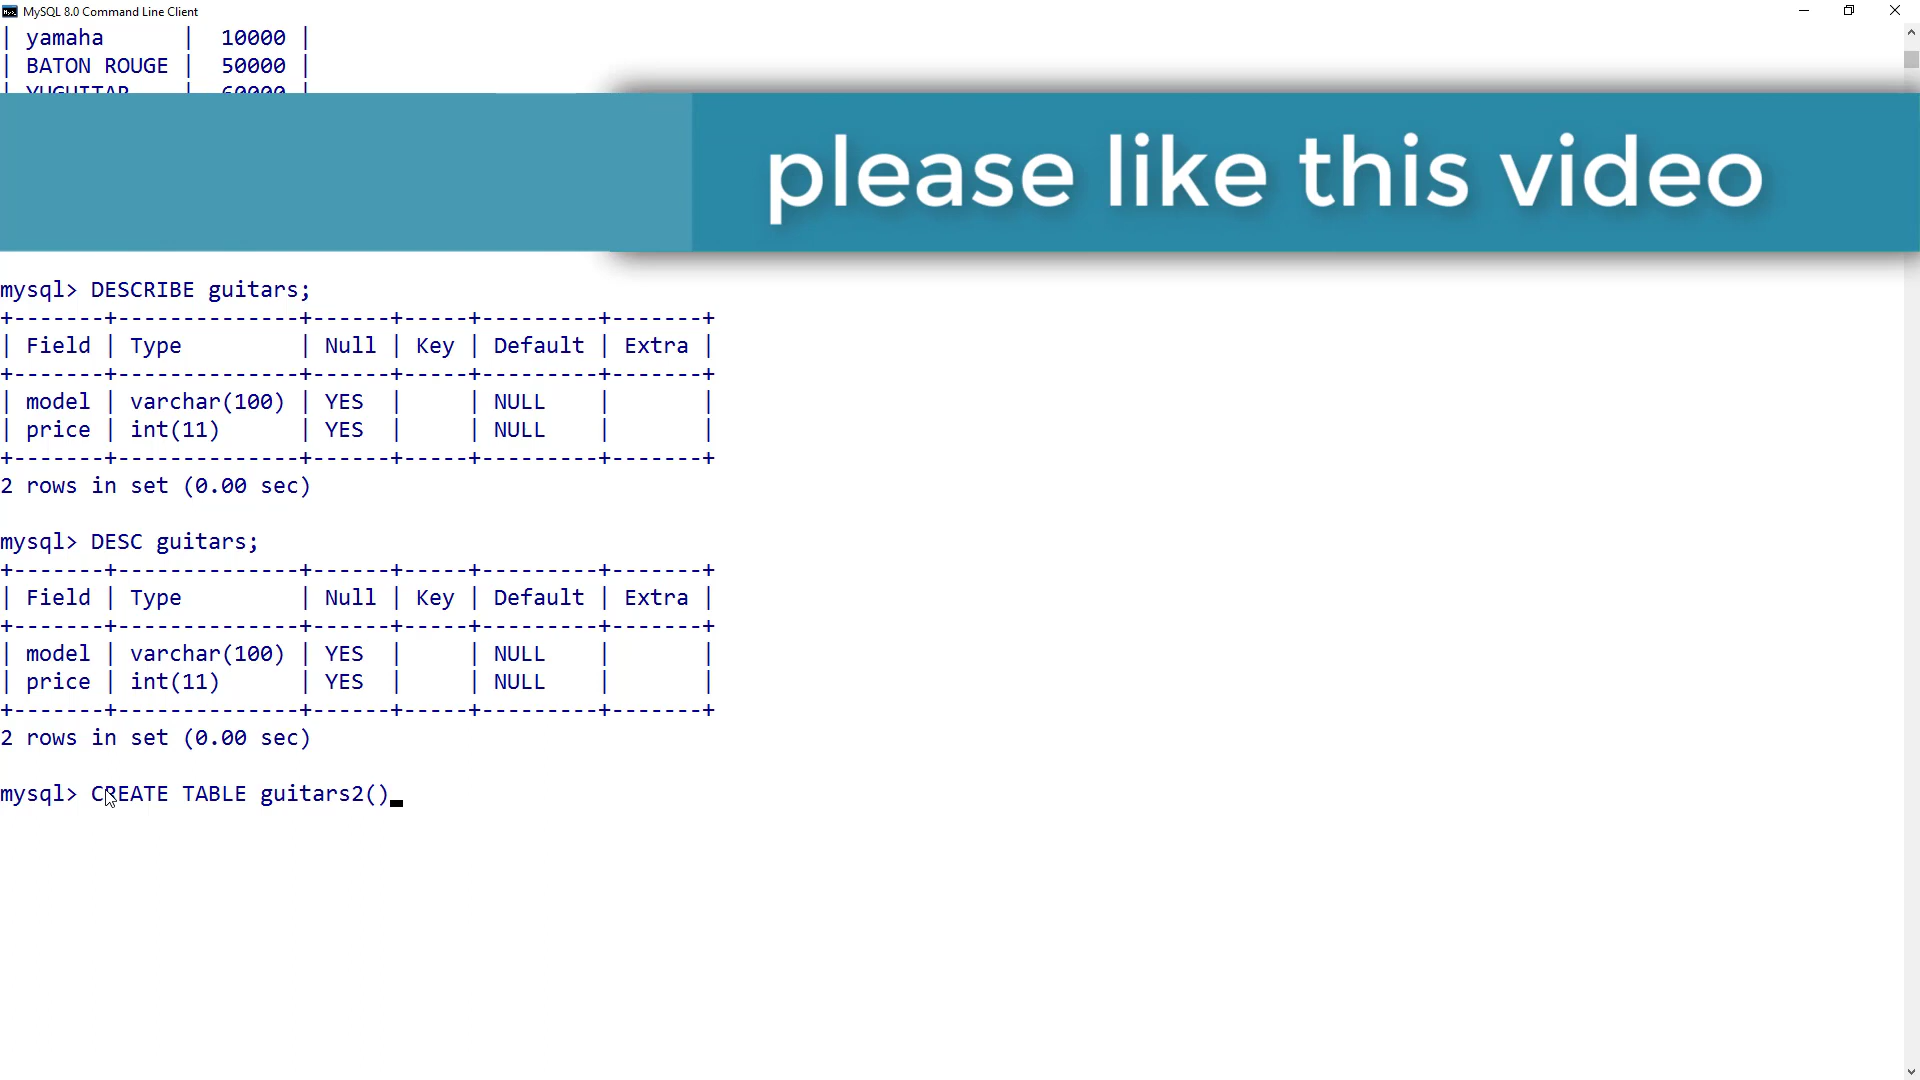 MySQL 8.0 Command Line Client
| yamaha      |  10000 |
| BATON ROUGE |  50000 |
| YUGUITAR    |  60000 |
please like this video
mysql> DESCRIBE guitars;
+-------+--------------+------+-----+---------+-------+
| Field | Type         | Null | Key | Default | Extra |
+-------+--------------+------+-----+---------+-------+
| model | varchar(100) | YES  |     | NULL    |       |
| price | int(11)      | YES  |     | NULL    |       |
+-------+--------------+------+-----+---------+-------+
2 rows in set (0.00 sec)
mysql> DESC guitars;
+-------+--------------+------+-----+---------+-------+
| Field | Type         | Null | Key | Default | Extra |
+-------+--------------+------+-----+---------+-------+
| model | varchar(100) | YES  |     | NULL    |       |
| price | int(11)      | YES  |     | NULL    |       |
+-------+--------------+------+-----+---------+-------+
2 rows in set (0.00 sec)
mysql> CREATE TABLE guitars2()